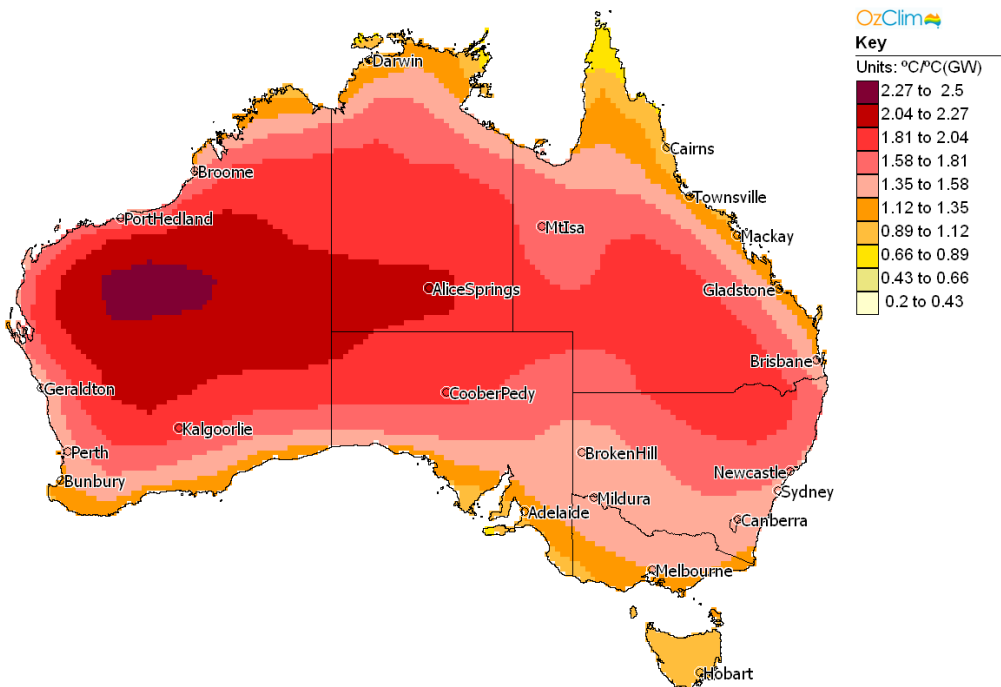 OzClim
Key
Units: ºC/ºC(GW)
2.27 to 2.5
2.04 to 2.27
1.81 to 2.04
1.58 to 1.81
1.35 to 1.58
1.12 to 1.35
0.89 to 1.12
0.66 to 0.89
0.43 to 0.66
0.2 to 0.43
Darwin
Cairns
Broome
Townsville
PortHedland
MtIsa
Mackay
AliceSprings
Gladstone
Brisbane
Geraldton
CooberPedy
Kalgoorlie
Perth
BrokenHill
Newcastle
Bunbury
Sydney
Mildura
Adelaide
Canberra
Melbourne
Hobart